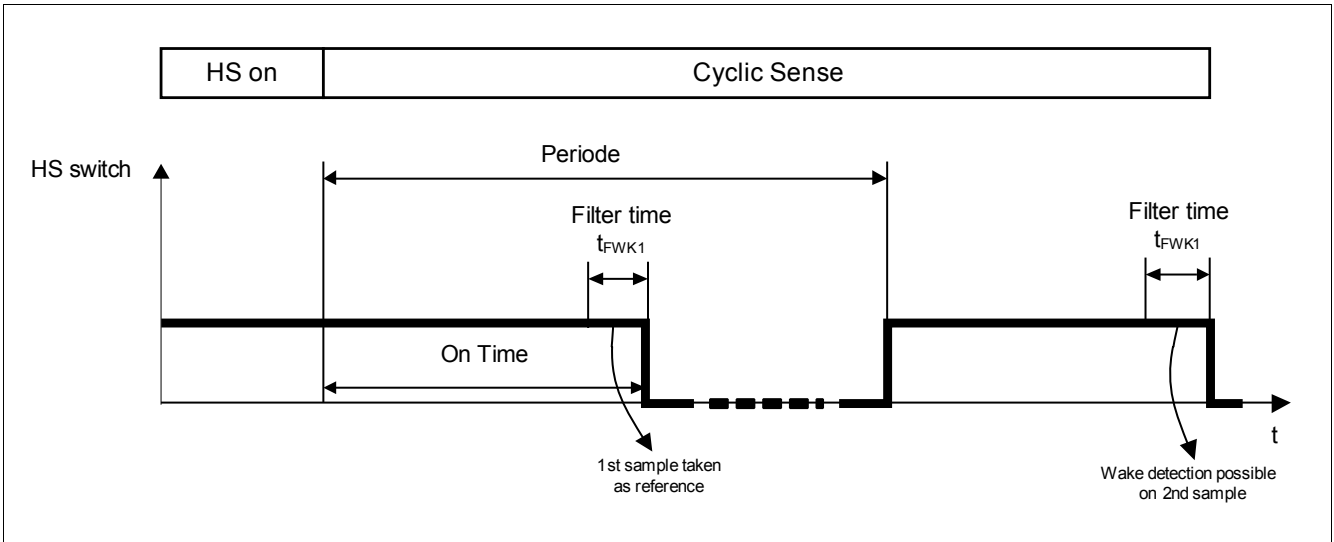 HS on
Cyclic Sense
HS switch
Periode
Filter time
tFWK1
Filter time
tFWK1
On Time
t
1st sample taken
as reference
Wake detection possible
on 2nd sample